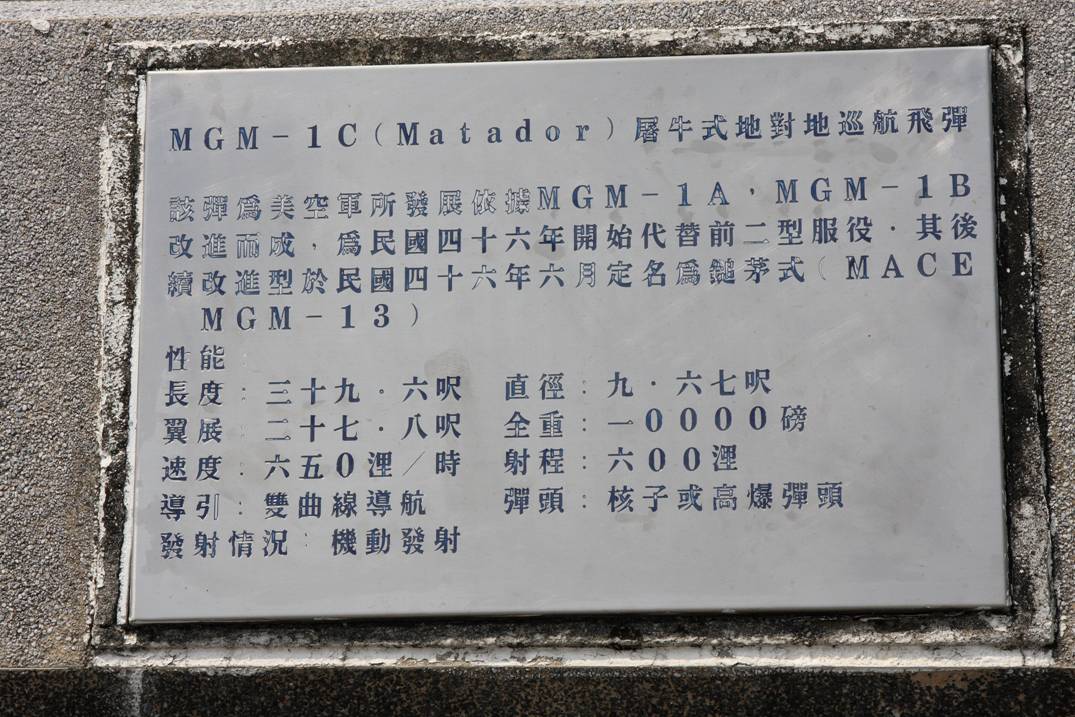 MGM-1C(Matador)屠牛式地對地巡航飛彈
該彈為美空軍所發展依據MGM-1A,MGM-1B
改進而成,為民國四十六年開始代替前二型服役.其後
續改進型於民國四十六年六月定名為鎚茅式(MACE
MGM-13)
性能:
長度:三十九.六呎 直徑:九.六七呎
翼展:二十七.八呎 全重:一0000磅
速度:六五0浬/時 射程:六00浬
導引:雙曲線導航 彈頭:核子或高爆彈頭
發射情況:機動發射